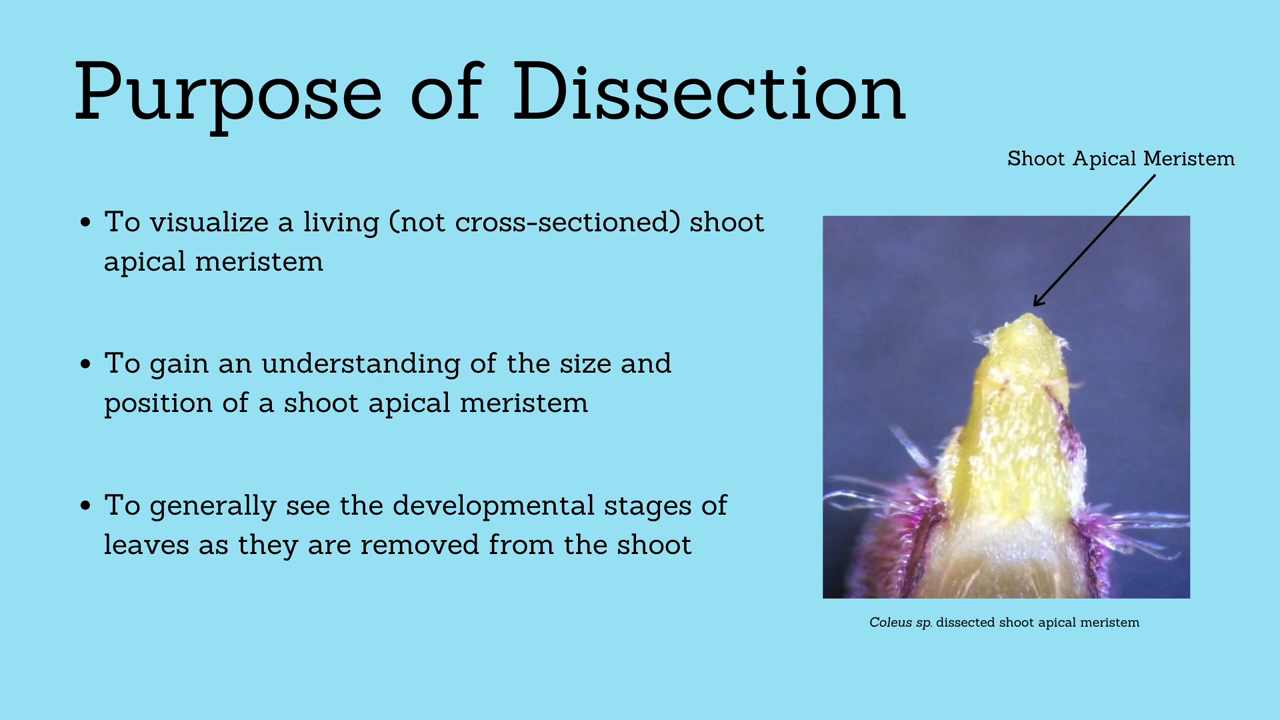 Purpose of Dissection
Shoot Apical Meristem
• To visualize a living (not cross-sectioned) shoot
apical meristem
• To gain an understanding of the size and
position of a shoot apical meristem
• To generally see the developmental stages of
leaves as they are removed from the shoot
Coleus sp. dissected shoot apical meristem